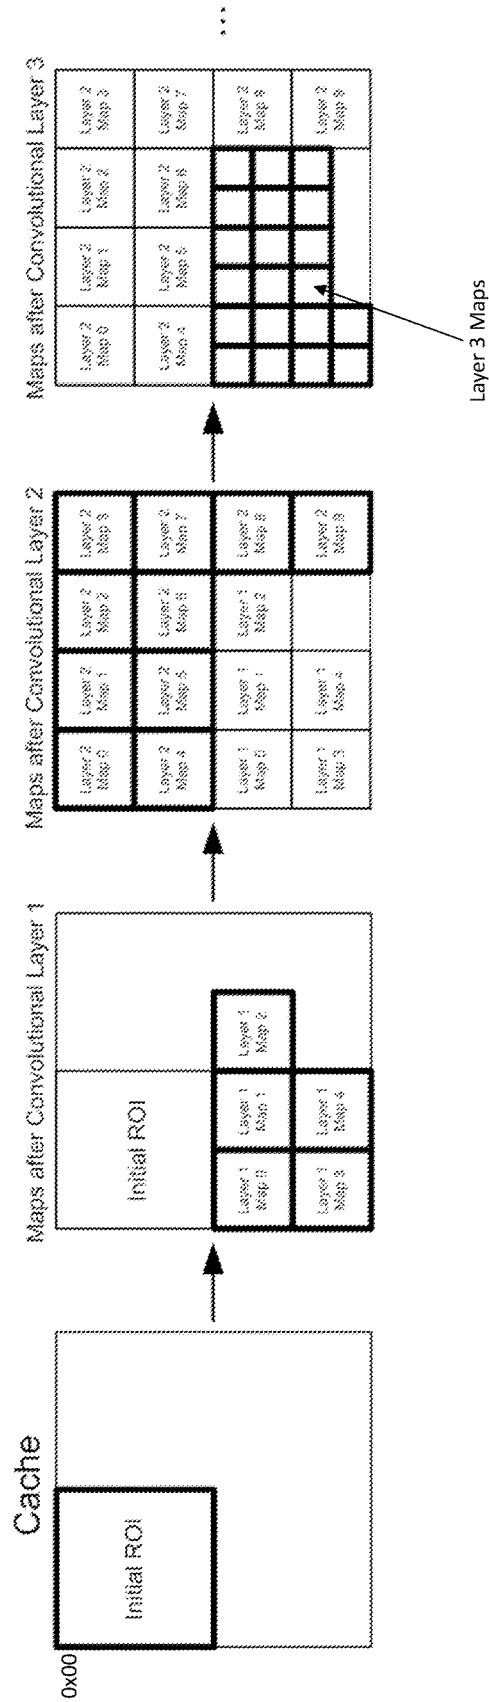 Cache
0x00
Initial ROI
Maps after Convolutional Layer 1
Initial ROI
Layer 1
Map 0
Layer 1
Map 1
Layer 1
Map 2
Layer 1
Map 3
Layer 1
Map 4
Maps after Convolutional Layer 2
Layer 2
Map 0
Layer 2
Map 1
Layer 2
Map 2
Layer 2
Map 3
Layer 2
Map 4
Layer 2
Map 5
Layer 2
Map 6
Layer 2
Map 7
Layer 1
Map 0
Layer 1
Map 1
Layer 1
Map 2
Layer 2
Map 8
Layer 1
Map 3
Layer 1
Map 4
Layer 2
Map 9
Maps after Convolutional Layer 3
Layer 2
Map 0
Layer 2
Map 1
Layer 2
Map 2
Layer 2
Map 3
Layer 2
Map 4
Layer 2
Map 5
Layer 2
Map 6
Layer 2
Map 7
Layer 2
Map 8
Layer 2
Map 9
Layer 3 Maps
...